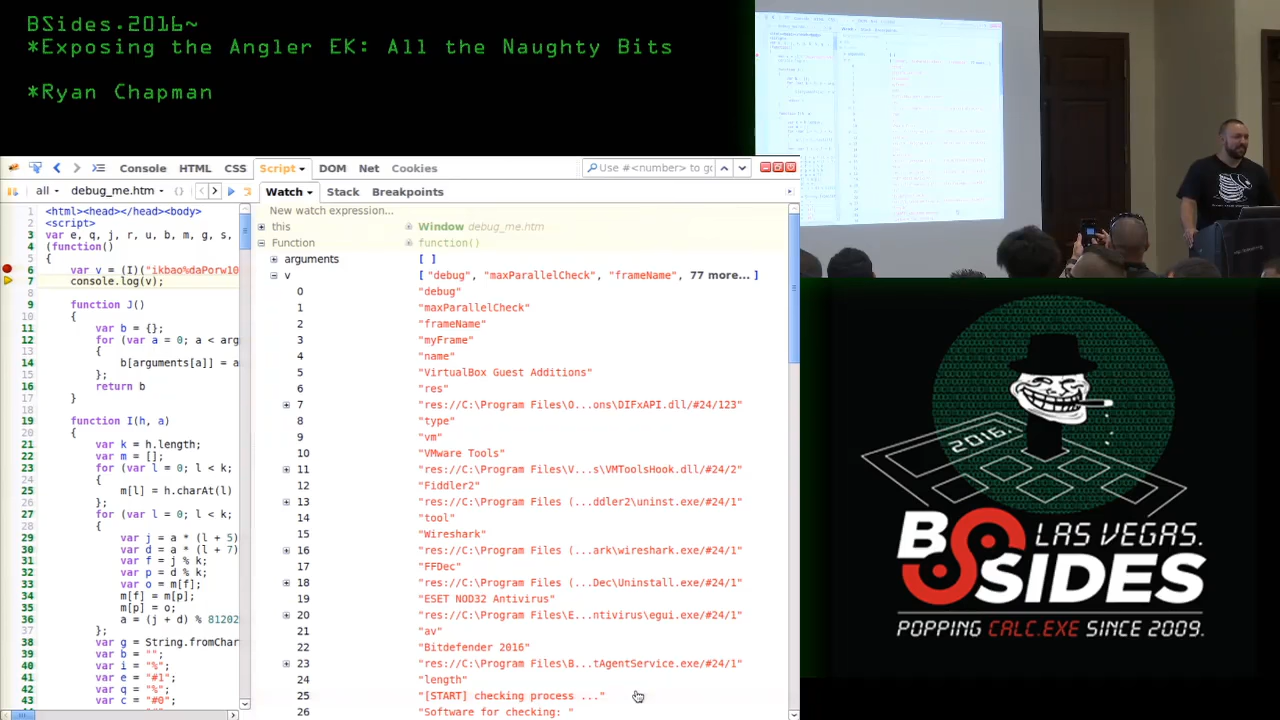 BSides.2016~
*Exp      the Angler EK: All the Naughty Bits
*Ryan Chapman
Console HTML CSS Script DOM Net Cookies
Use #<number> to go
all debug_me.htm
Watch Stack Breakpoints
1 <html><head></head><body>
2 <script>
3 var e, q, j, r, u, b, m, g, s,
4 (function()
5 {
6 var v = (I)("ikbao%daPorw10
7 console.log(v);
8
9 function J()
10 {
11 var b = {};
12 for (var a = 0; a < arg
13 {
14 b[arguments[a]] = a
15 };
16 return b
17 }
18
19 function I(h, a)
20 {
21 var k = h.length;
22 var m = [];
23 for (var l = 0; l < k;
24 {
25 m[l] = h.charAt(l)
26 };
27 for (var l = 0; l < k;
28 {
29 var j = a * (l + 5)
30 var d = a * (l + 7)
31 var f = j % k;
32 var p = d % k;
33 var o = m[f];
34 m[f] = m[p];
35 m[p] = o;
36 a = (j + d) % 81202
37 };
38 var g = String.fromChar
39 var b = "";
40 var i = "%";
41 var e = "#1";
42 var q = "%";
43 var c = "#0";
New watch expression...
this Window debug_me.htm
Function function()
arguments [ ]
v [ "debug", "maxParallelCheck", "frameName", 77 more... ]
0 "debug"
1 "maxParallelCheck"
2 "frameName"
3 "myFrame"
4 "name"
5 "VirtualBox Guest Additions"
6 "res"
7 "res://C:\Program Files\O...ons\DIFxAPI.dll/#24/123"
8 "type"
9 "vm"
10 "VMware Tools"
11 "res://C:\Program Files\V...s\VMToolsHook.dll/#24/2"
12 "Fiddler2"
13 "res://C:\Program Files (...ddler2\uninst.exe/#24/1"
14 "tool"
15 "Wireshark"
16 "res://C:\Program Files (...ark\wireshark.exe/#24/1"
17 "FFDec"
18 "res://C:\Program Files (...Dec\Uninstall.exe/#24/1"
19 "ESET NOD32 Antivirus"
20 "res://C:\Program Files\E...ntivirus\egui.exe/#24/1"
21 "av"
22 "Bitdefender 2016"
23 "res://C:\Program Files\B...tAgentService.exe/#24/1"
24 "length"
25 "[START] checking process ..."
26 "Software for checking: "
2016.
BSIDES LAS VEGAS.
POPPING CALC.EXE SINCE 2009.